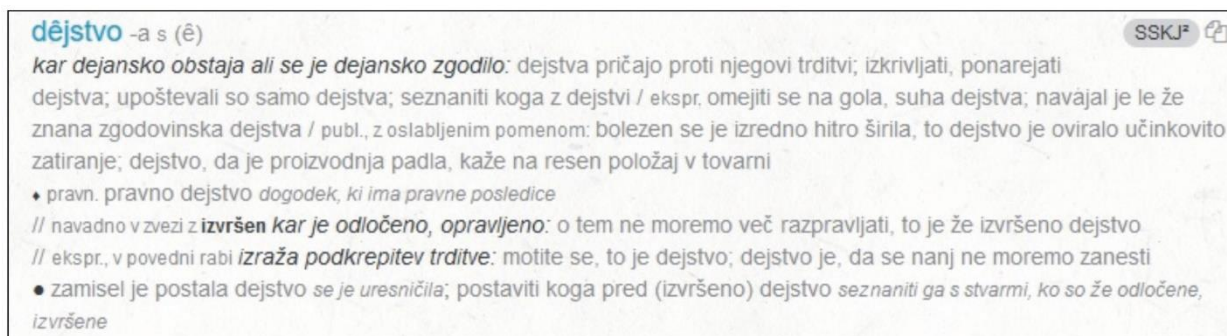 dêjstvo -a s (ȇ) SSKJ²
kar dejansko obstaja ali se je dejansko zgodilo: dejstva pričajo proti njegovi trditvi; izkrivljati, ponarejati
dejstva; upoštevali so samo dejstva; seznaniti koga z dejstvi / ekspr. omejiti se na gola, suha dejstva; navajal je le že
znana zgodovinska dejstva / publ., z oslabljenim pomenom: bolezen se je izredno hitro širila, to dejstvo je oviralo učinkovito
zatiranje; dejstvo, da je proizvodnja padla, kaže na resen položaj v tovarni
♦ pravn. pravno dejstvo dogodek, ki ima pravne posledice
// navadno v zvezi z izvršen kar je odločeno, opravljeno: o tem ne moremo več razpravljati, to je že izvršeno dejstvo
// ekspr., v povedni rabi izraža podkrepitev trditve: motite se, to je dejstvo; dejstvo je, da se nanj ne moremo zanesti
● zamisel je postala dejstvo se je uresničila; postaviti koga pred (izvršeno) dejstvo seznaniti ga s stvarmi, ko so že odločene,
izvršene